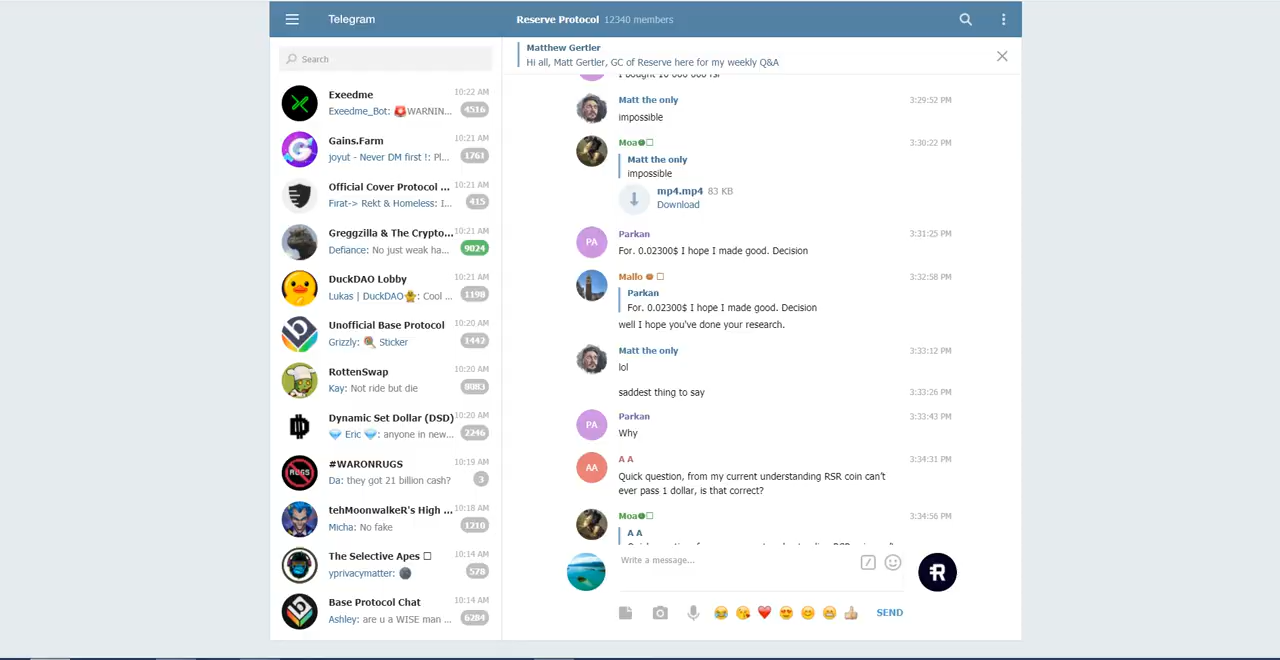 Telegram
Reserve Protocol 12340 members
Search
Exeedme 10:22 AM
Exeedme_Bot: 🚨WARNIN... 4516
Gains.Farm 10:21 AM
joyut - Never DM first !: Pl... 1761
Official Cover Protocol ... 10:21 AM
Fırat-> Rekt & Homeless: I... 415
Greggzilla & The Crypto... 10:21 AM
Defiance: No just weak ha... 9024
DuckDAO Lobby 10:21 AM
Lukas | DuckDAO🐥: Cool ... 1198
Unofficial Base Protocol 10:20 AM
Grizzly: Sticker 1442
RottenSwap 10:20 AM
Kay: Not ride but die 8083
Dynamic Set Dollar (DSD) 10:20 AM
💎 Eric 💎: anyone in new... 2246
#WARONRUGS 10:19 AM
RUGS
Da: they got 21 billion cash? 3
tehMoonwalkeR's High ... 10:18 AM
Micha: No fake 1210
The Selective Apes 10:14 AM
yprivacymatter: 🌚 578
Base Protocol Chat 10:14 AM
Ashley: are u a WISE man ... 6284
Matthew Gertler
Hi all, Matt Gertler, GC of Reserve here for my weekly Q&A
I bought 10 000 000 rsr
Matt the only 3:29:52 PM
impossible
Moa 3:30:22 PM
Matt the only
impossible
mp4.mp4 83 KB
Download
PA
Parkan 3:31:25 PM
For. 0.02300$ I hope I made good. Decision
Mallo 3:32:58 PM
Parkan
For. 0.02300$ I hope I made good. Decision
well I hope you've done your research.
Matt the only 3:33:12 PM
lol
saddest thing to say 3:33:26 PM
PA
Parkan 3:33:43 PM
Why
AA
A A 3:34:31 PM
Quick question, from my current understanding RSR coin can't
ever pass 1 dollar, is that correct?
Moa 3:34:56 PM
A A
Write a message...
😂 😘 ❤️ 😍 😊 😁 👍 SEND